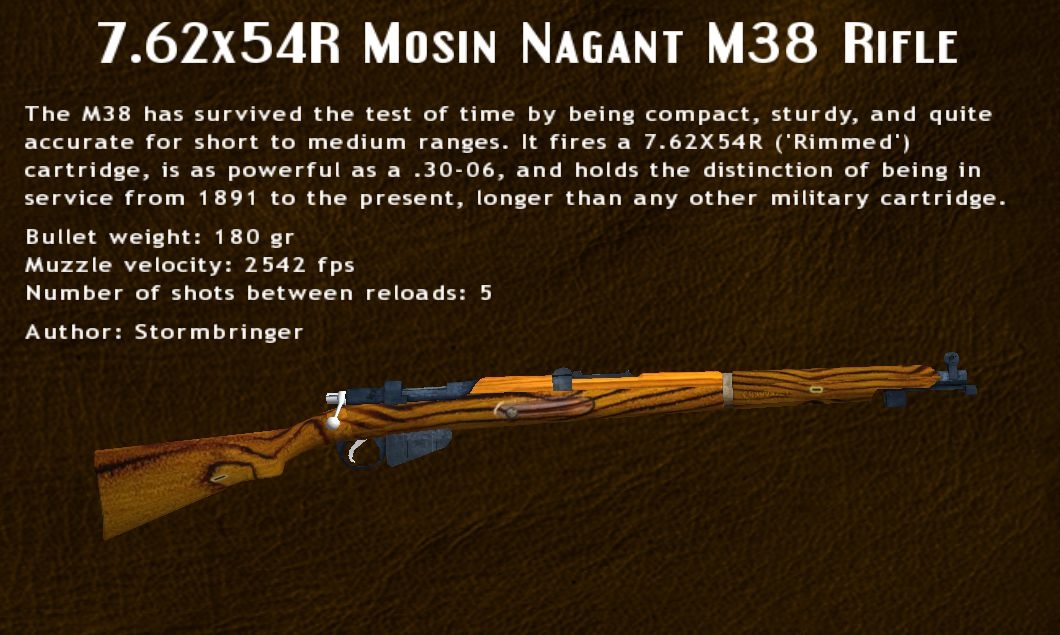 7.62x54R Mosin Nagant M38 Rifle
The M38 has survived the test of time by being compact, sturdy, and quite
accurate for short to medium ranges. It fires a 7.62X54R ('Rimmed')
cartridge, is as powerful as a .30-06, and holds the distinction of being in
service from 1891 to the present, longer than any other military cartridge.
Bullet weight: 180 gr
Muzzle velocity: 2542 fps
Number of shots between reloads: 5
Author: Stormbringer